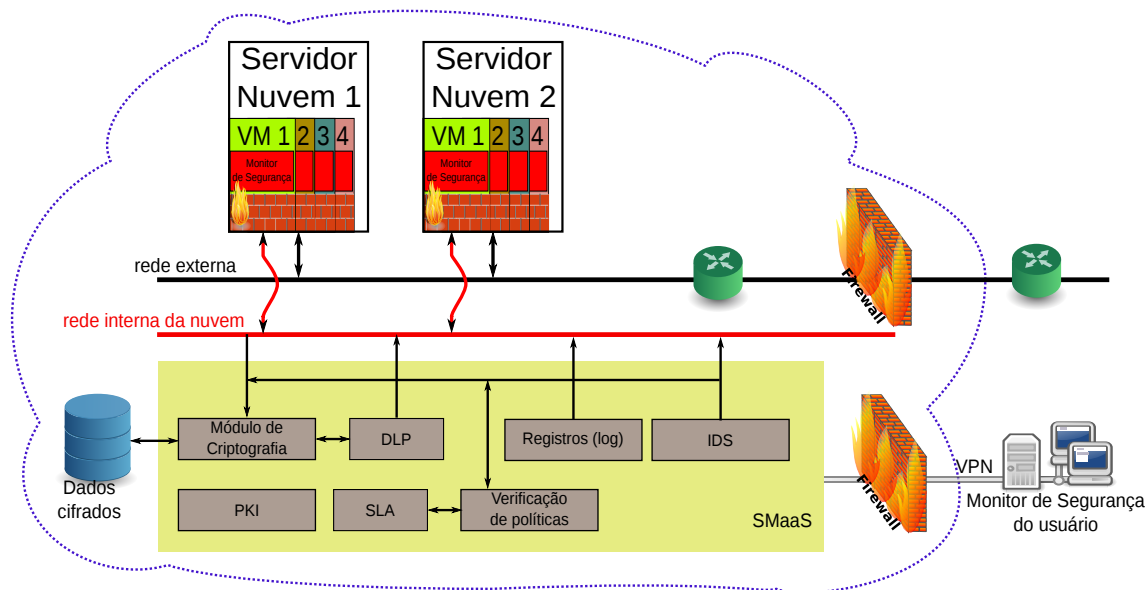 Servidor
Nuvem 1
VM 1 2 3 4
Monitor
de Segurança
Servidor
Nuvem 2
VM 1 2 3 4
Monitor
de Segurança
rede externa
Firewall
rede interna da nuvem
Módulo de
Criptografia
DLP
Registros (log)
IDS
Dados
cifrados
PKI
SLA
Verificação
de políticas
SMaaS
Firewall
VPN
Monitor de Segurança
do usuário